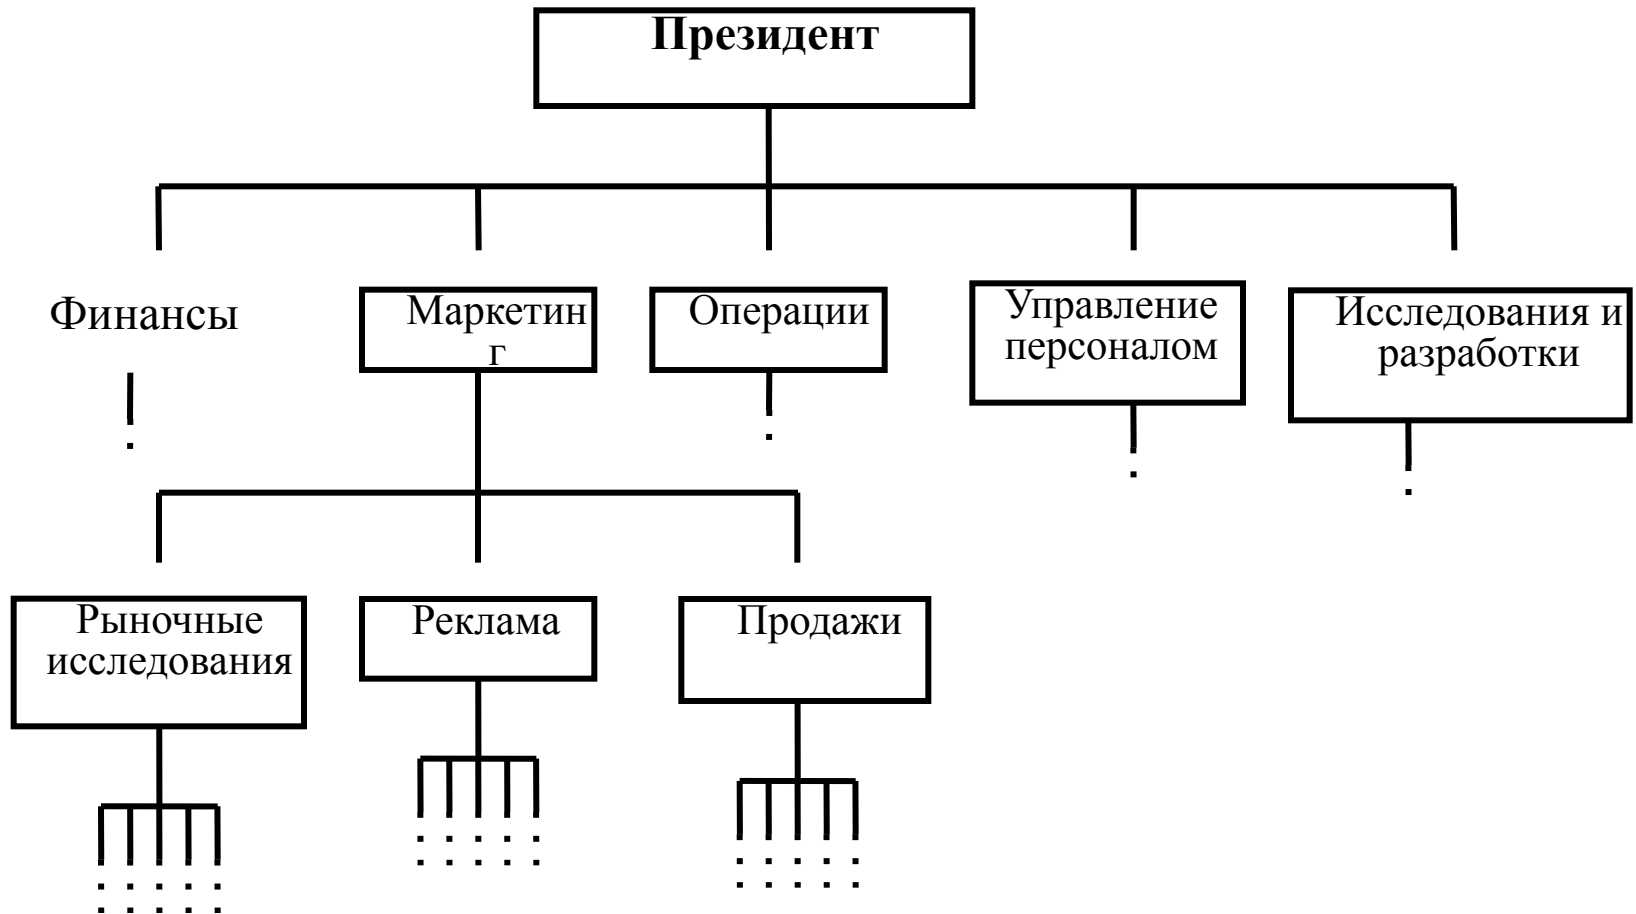 Президент
Финансы
Маркетин
г
Операции
Управление
персоналом
Исследования и
разработки
Рыночные
исследования
Реклама
Продажи